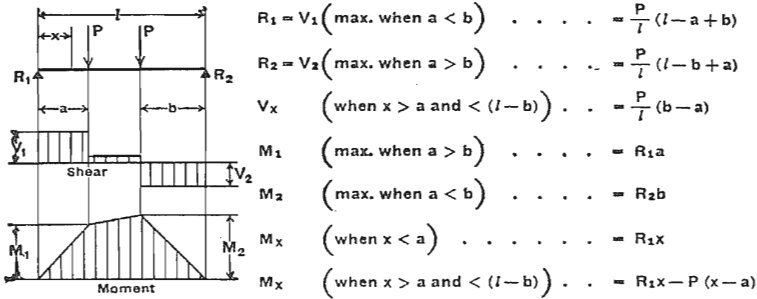 l
x
P P
R₁ R₂
a b
V₁
Shear
V₂
M₁
M₂
Moment
R₁ = V₁ (max. when a < b) . . . . = P/l (l – a + b)
R₂ = V₂ (max. when a > b) . . . . = P/l (l – b + a)
Vx (when x > a and < (l – b)) . . = P/l (b – a)
M₁ (max. when a > b) . . . . = R₁a
M₂ (max. when a < b) . . . . = R₂b
Mx (when x < a) . . . . . . = R₁x
Mx (when x > a and < (l – b)) . . = R₁x – P (x – a)